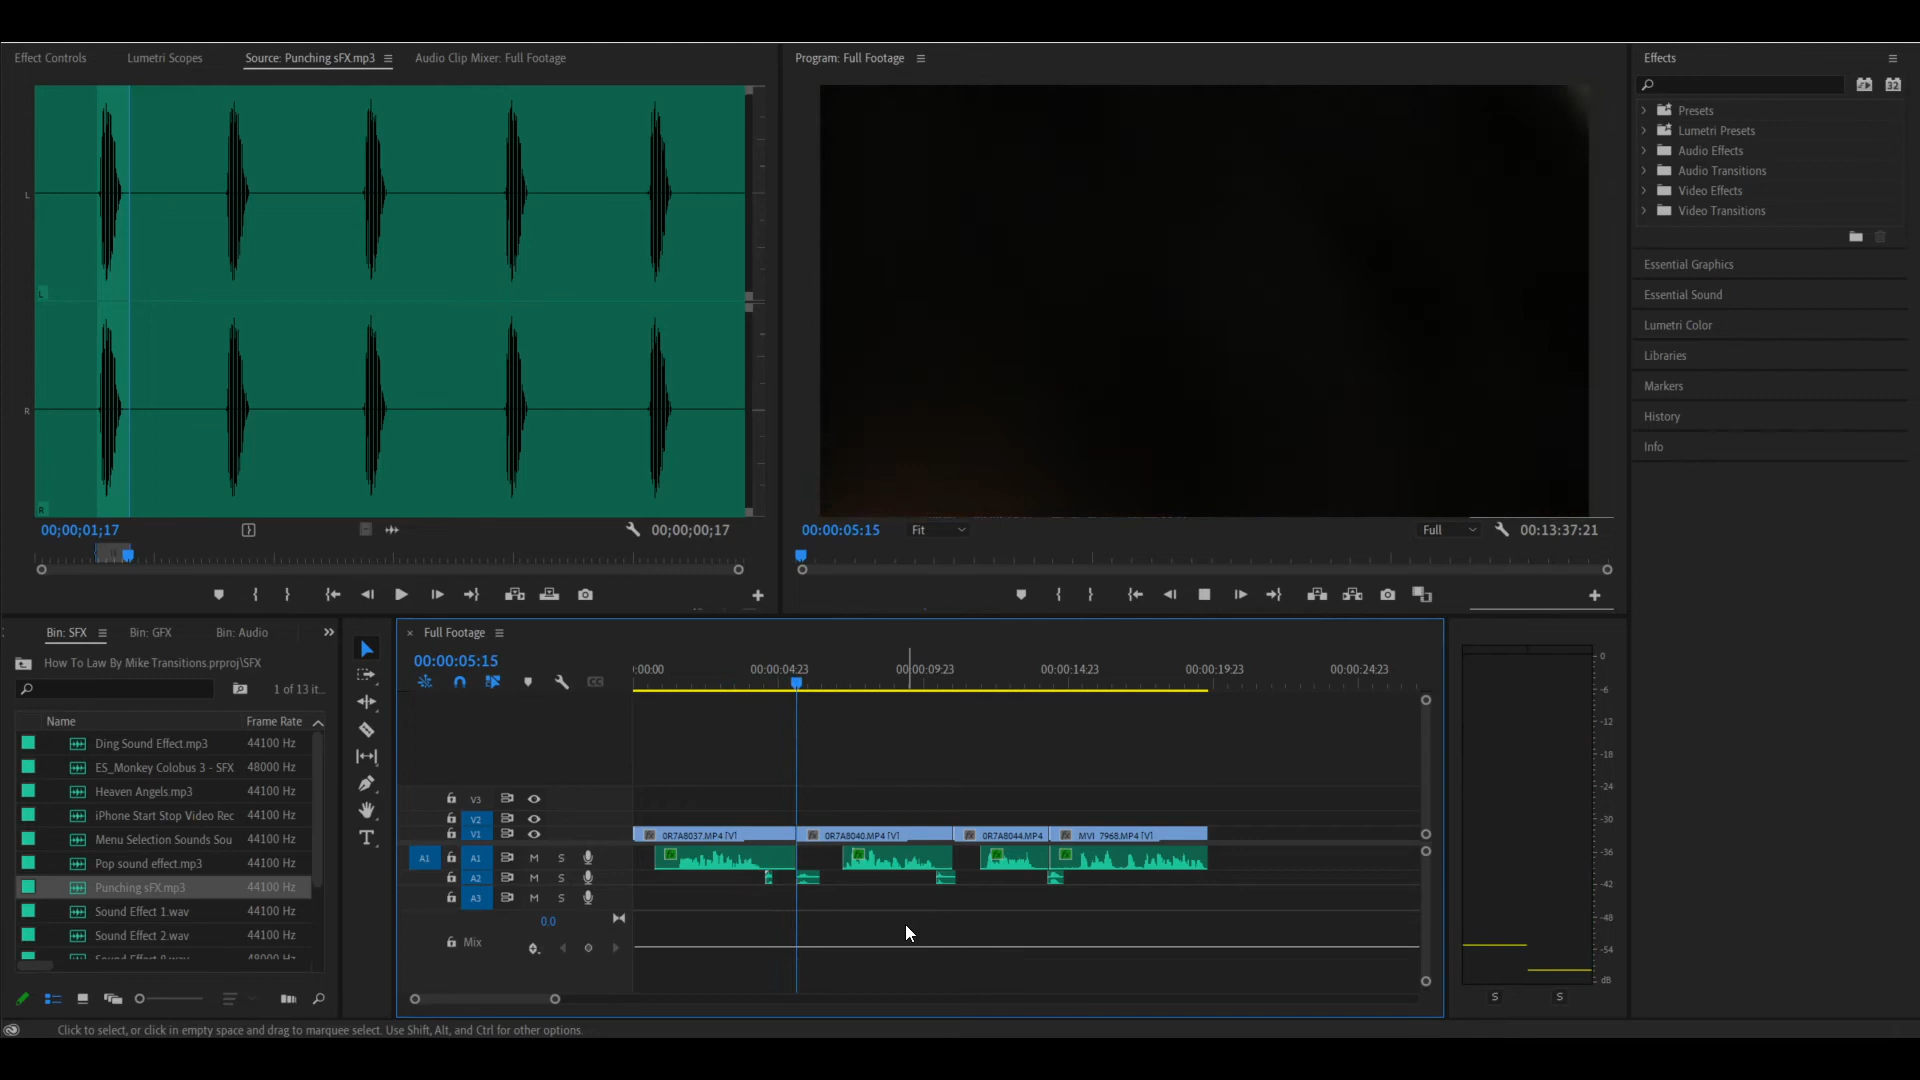 Effect Controls
Lumetri Scopes
Source: Punching sFX.mp3
Audio Clip Mixer: Full Footage
L
L
R
R
00;00;01;17
00;00;00;17
Program: Full Footage
00:00:05:15
Fit
Full
00:13:37:21
Effects
32
Presets
Lumetri Presets
Audio Effects
Audio Transitions
Video Effects
Video Transitions
Essential Graphics
Essential Sound
Lumetri Color
Libraries
Markers
History
Info
Bin: SFX
Bin: GFX
Bin: Audio
How To Law By Mike Transitions.prproj\SFX
1 of 13 it...
Name
Frame Rate
Ding Sound Effect.mp3 44100 Hz
ES_Monkey Colobus 3 - SFX 48000 Hz
Heaven Angels.mp3 44100 Hz
iPhone Start Stop Video Rec 44100 Hz
Menu Selection Sounds Sou 44100 Hz
Pop sound effect.mp3 44100 Hz
Punching sFX.mp3 44100 Hz
Sound Effect 1.wav 44100 Hz
Sound Effect 2.wav 44100 Hz
Full Footage
00:00:05:15
CC
:00:00
00:00:04:23
00:00:09:23
00:00:14:23
00:00:19:23
00:00:24:23
V3
V2
V1
0R7A8037.MP4 [V]
0R7A8040.MP4 [V]
0R7A8044.MP4
MVI_7968.MP4 [V]
A1 A1 M S
A2 M S
A3 M S
0.0
Mix
0
-6
-12
-18
-24
-30
-36
-42
-48
-54
dB
S S
Click to select, or click in empty space and drag to marquee select. Use Shift, Alt, and Ctrl for other options.